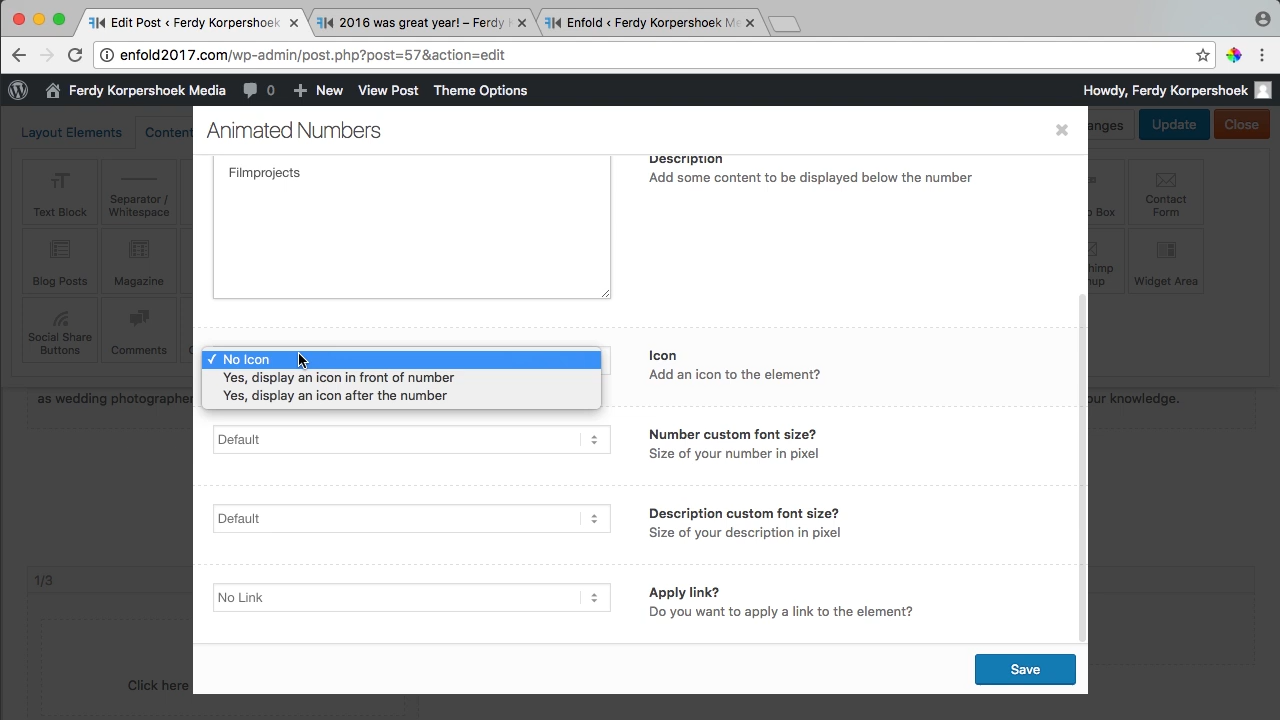 Edit Post ‹ Ferdy Korpershoek
2016 was great year! – Ferdy K
Enfold ‹ Ferdy Korpershoek Me
enfold2017.com/wp-admin/post.php?post=57&action=edit
Ferdy Korpershoek Media
0
New
View Post
Theme Options
Howdy, Ferdy Korpershoek
Layout Elements
Content
Animated Numbers
anges
Update
Close
Filmprojects
Description
Add some content to be displayed below the number
Text Block
Separator /
Whitespace
Box
Contact
Form
Blog Posts
Magazine
himp
nup
Widget Area
Social Share
Buttons
Comments
✓ No Icon
Yes, display an icon in front of number
Yes, display an icon after the number
Icon
Add an icon to the element?
as wedding photographer
our knowledge.
Default
Number custom font size?
Size of your number in pixel
Default
Description custom font size?
Size of your description in pixel
1/3
No Link
Apply link?
Do you want to apply a link to the element?
Click here
Save